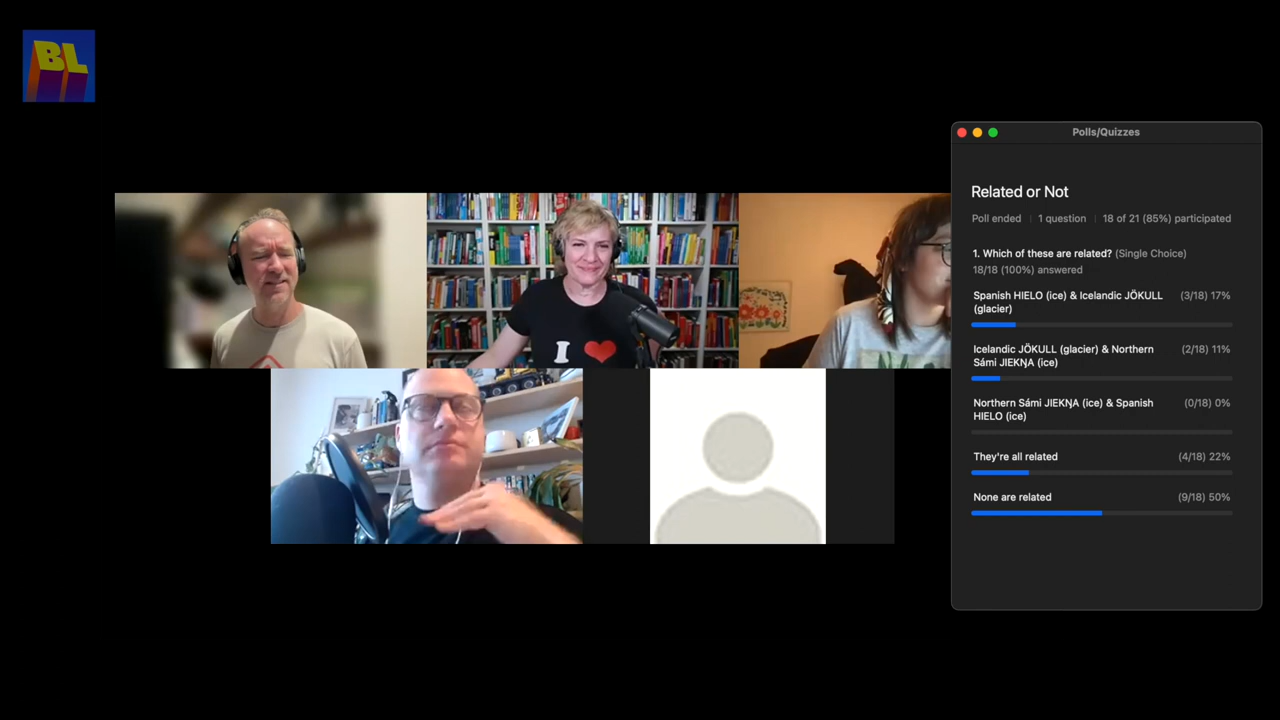 BL
Polls/Quizzes
Related or Not
Poll ended | 1 question | 18 of 21 (85%) participated
1. Which of these are related? (Single Choice)
18/18 (100%) answered
Spanish HIELO (ice) & Icelandic JÖKULL (3/18) 17%
(glacier)
Icelandic JÖKULL (glacier) & Northern (2/18) 11%
Sámi JIEKŊA (ice)
Northern Sámi JIEKŊA (ice) & Spanish (0/18) 0%
HIELO (ice)
They're all related (4/18) 22%
None are related (9/18) 50%
I